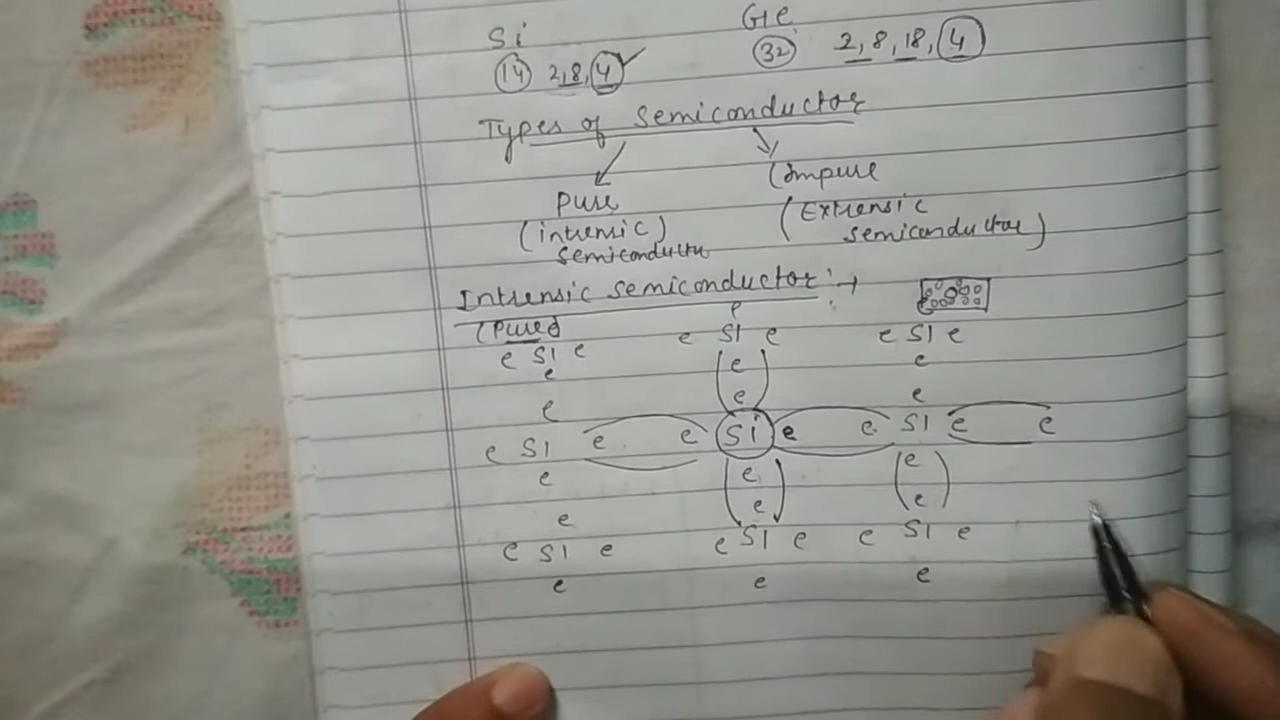 Si Ge
14 2,8,4 32 2,8,18,4
Types of semiconductor
Pure (impure
(intrensic) (Extrensic
semiconductor semiconductor)
Intrensic semiconductor:→
(Pured
e
e Si e e Si e e Si e
e e e
e e e
e Si e e Si e e Si e e
e e e
e e e
e Si e e Si e e Si e
e e e